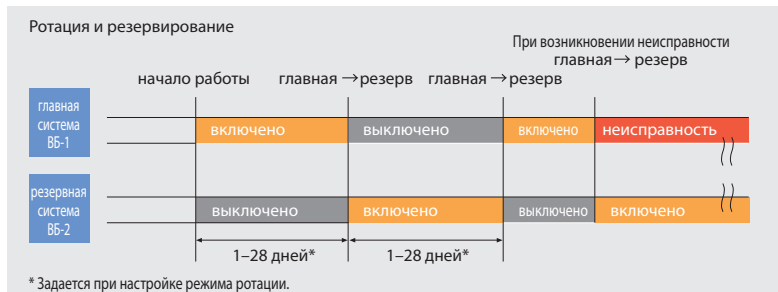 Ротация и резервирование
При возникновении неисправности
главная → резерв
начало работы главная → резерв главная → резерв
главная
система
ВБ-1
включено выключено включено неисправность
резервная
система
ВБ-2
выключено включено выключено включено
1–28 дней* 1–28 дней*
* Задается при настройке режима ротации.